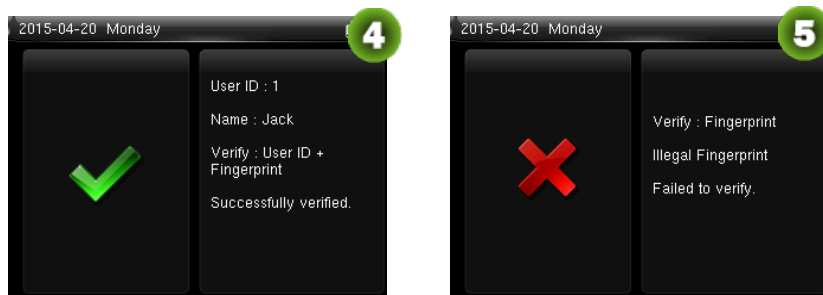 2015-04-20 Monday
4
User ID : 1
Name : Jack
Verify : User ID +
Fingerprint
Successfully verified.
2015-04-20 Monday
5
Verify : Fingerprint
Illegal Fingerprint
Failed to verify.